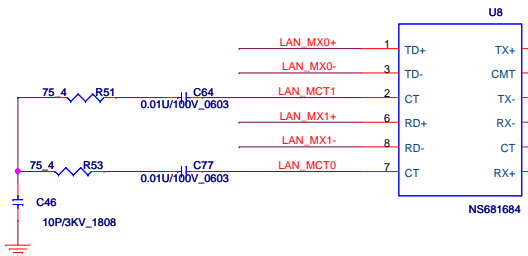 U8
LAN_MX0+ 1 TD+ TX+
LAN_MX0- 3 TD- CMT
75_4 R51 C64 LAN_MCT1 2 CT TX-
0.01U/100V_0603 LAN_MX1+ 6 RD+ RX-
LAN_MX1- 8 RD- CT
75_4 R53 C77 LAN_MCT0 7 CT RX+
0.01U/100V_0603
C46
NS681684
10P/3KV_1808